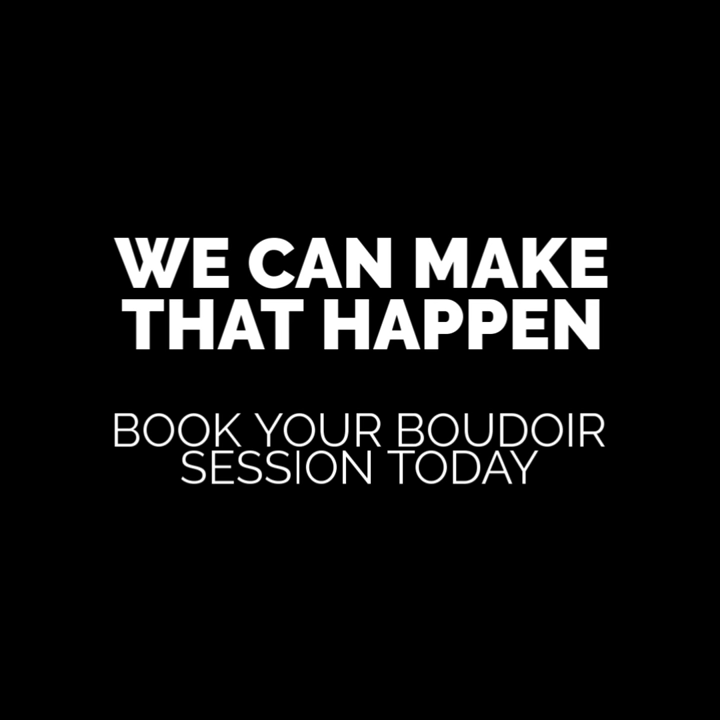 WE CAN MAKE
THAT HAPPEN
BOOK YOUR BOUDOIR
SESSION TODAY